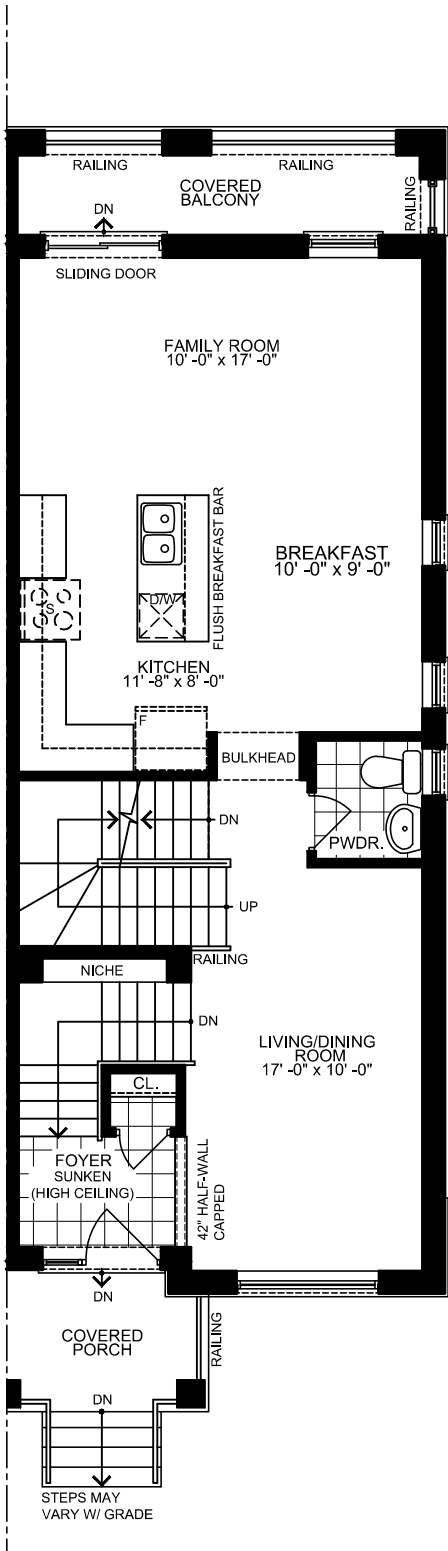 RAILING
RAILING
RAILING
COVERED
BALCONY
DN
SLIDING DOOR
FAMILY ROOM
10' -0" x 17' -0"
FLUSH BREAKFAST BAR
BREAKFAST
10' -0" x 9' -0"
D/W
S
KITCHEN
11' -8" x 8' -0"
F
BULKHEAD
DN
PWDR.
UP
RAILING
NICHE
DN
LIVING/DINING
ROOM
17' -0" x 10' -0"
CL.
FOYER
SUNKEN
(HIGH CEILING)
42" HALF-WALL
CAPPED
DN
COVERED
PORCH
RAILING
DN
STEPS MAY
VARY W/ GRADE